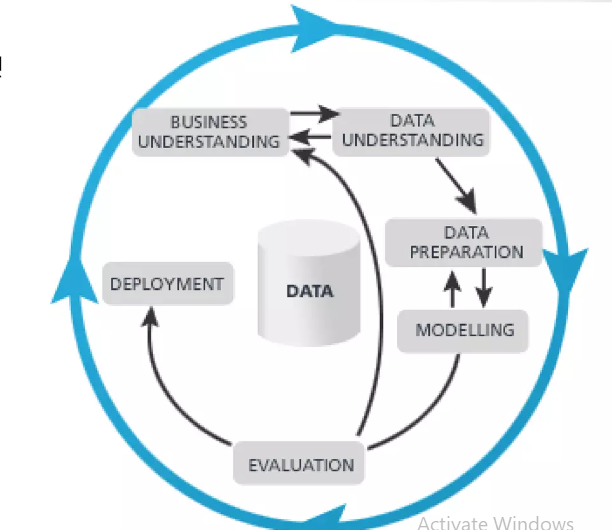 BUSINESS
UNDERSTANDING
DATA
UNDERSTANDING
DATA
PREPARATION
DEPLOYMENT
DATA
MODELLING
EVALUATION
Activate Windows